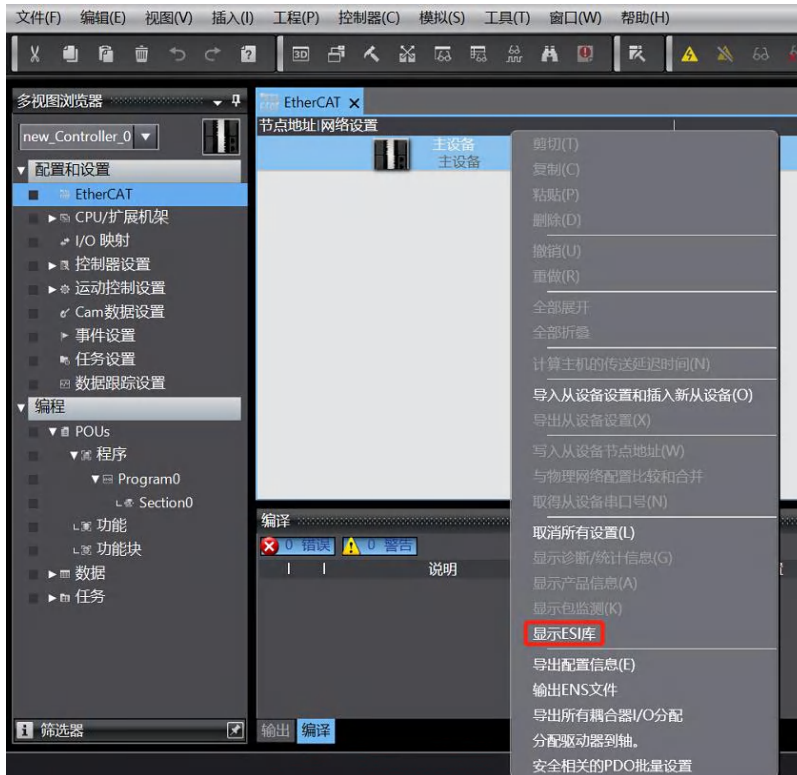 文件(F) 编辑(E) 视图(V) 插入(I) 工程(P) 控制器(C) 模拟(S) 工具(T) 窗口(W) 帮助(H)
多视图浏览器
new_Controller_0
配置和设置
EtherCAT
CPU/扩展机架
I/O 映射
控制器设置
运动控制设置
Cam数据设置
事件设置
任务设置
数据跟踪设置
编程
POUs
程序
Program0
Section0
功能
功能块
数据
任务
筛选器
EtherCAT
节点地址 网络设置
主设备
主设备
剪切(T)
复制(C)
粘贴(P)
删除(D)
撤销(U)
重做(R)
全部展开
全部折叠
计算主机的传送延迟时间(N)
导入从设备设置和插入新从设备(O)
导出从设备设置(X)
写入从设备节点地址(W)
与物理网络配置比较和合并
取得从设备串口号(N)
取消所有设置(L)
显示诊断/统计信息(G)
显示产品信息(A)
显示包监测(K)
显示ESI库
导出配置信息(E)
输出ENS文件
导出所有耦合器I/O分配
分配驱动器到轴。
安全相关的PDO批量设置
编译
0 错误 0 警告
说明
输出 编译